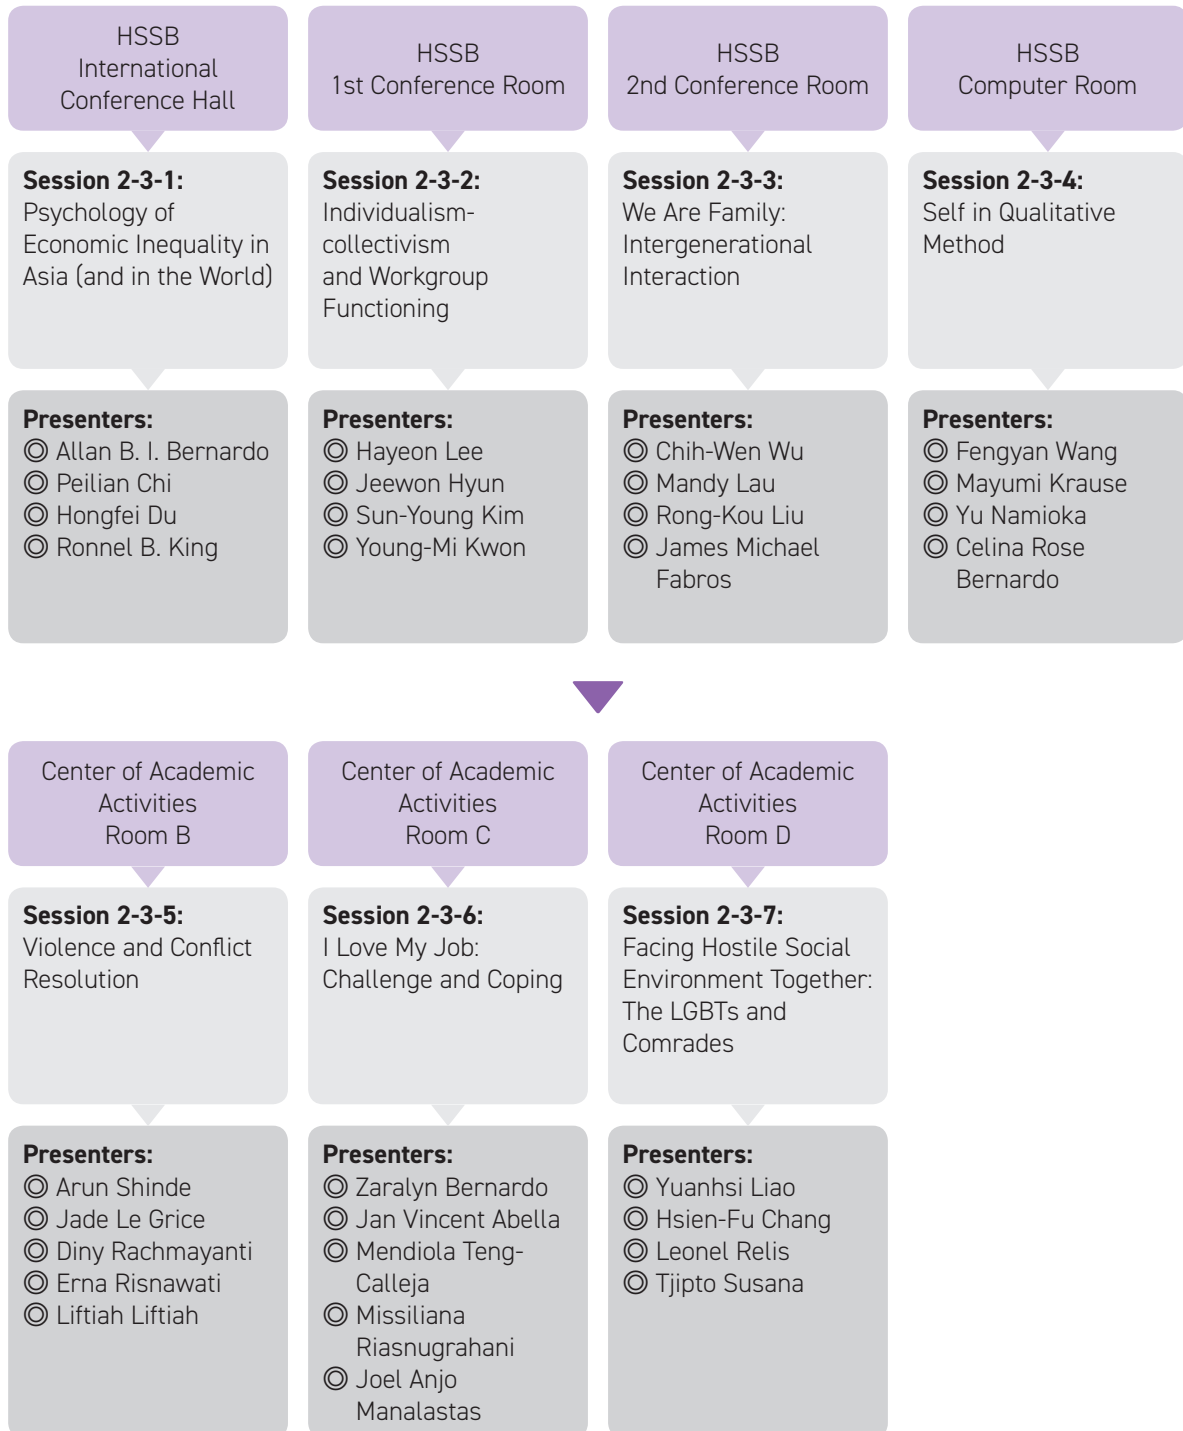 HSSB
International
Conference Hall
Session 2-3-1:
Psychology of
Economic Inequality in
Asia (and in the World)
Presenters:
◎ Allan B. I. Bernardo
◎ Peilian Chi
◎ Hongfei Du
◎ Ronnel B. King
HSSB
1st Conference Room
Session 2-3-2:
Individualism-
collectivism
and Workgroup
Functioning
Presenters:
◎ Hayeon Lee
◎ Jeewon Hyun
◎ Sun-Young Kim
◎ Young-Mi Kwon
HSSB
2nd Conference Room
Session 2-3-3:
We Are Family:
Intergenerational
Interaction
Presenters:
◎ Chih-Wen Wu
◎ Mandy Lau
◎ Rong-Kou Liu
◎ James Michael
Fabros
HSSB
Computer Room
Session 2-3-4:
Self in Qualitative
Method
Presenters:
◎ Fengyan Wang
◎ Mayumi Krause
◎ Yu Namioka
◎ Celina Rose
Bernardo
Center of Academic
Activities
Room B
Session 2-3-5:
Violence and Conflict
Resolution
Presenters:
◎ Arun Shinde
◎ Jade Le Grice
◎ Diny Rachmayanti
◎ Erna Risnawati
◎ Liftiah Liftiah
Center of Academic
Activities
Room C
Session 2-3-6:
I Love My Job:
Challenge and Coping
Presenters:
◎ Zaralyn Bernardo
◎ Jan Vincent Abella
◎ Mendiola Teng-
Calleja
◎ Missiliana
Riasnugrahani
◎ Joel Anjo
Manalastas
Center of Academic
Activities
Room D
Session 2-3-7:
Facing Hostile Social
Environment Together:
The LGBTs and
Comrades
Presenters:
◎ Yuanhsi Liao
◎ Hsien-Fu Chang
◎ Leonel Relis
◎ Tjipto Susana